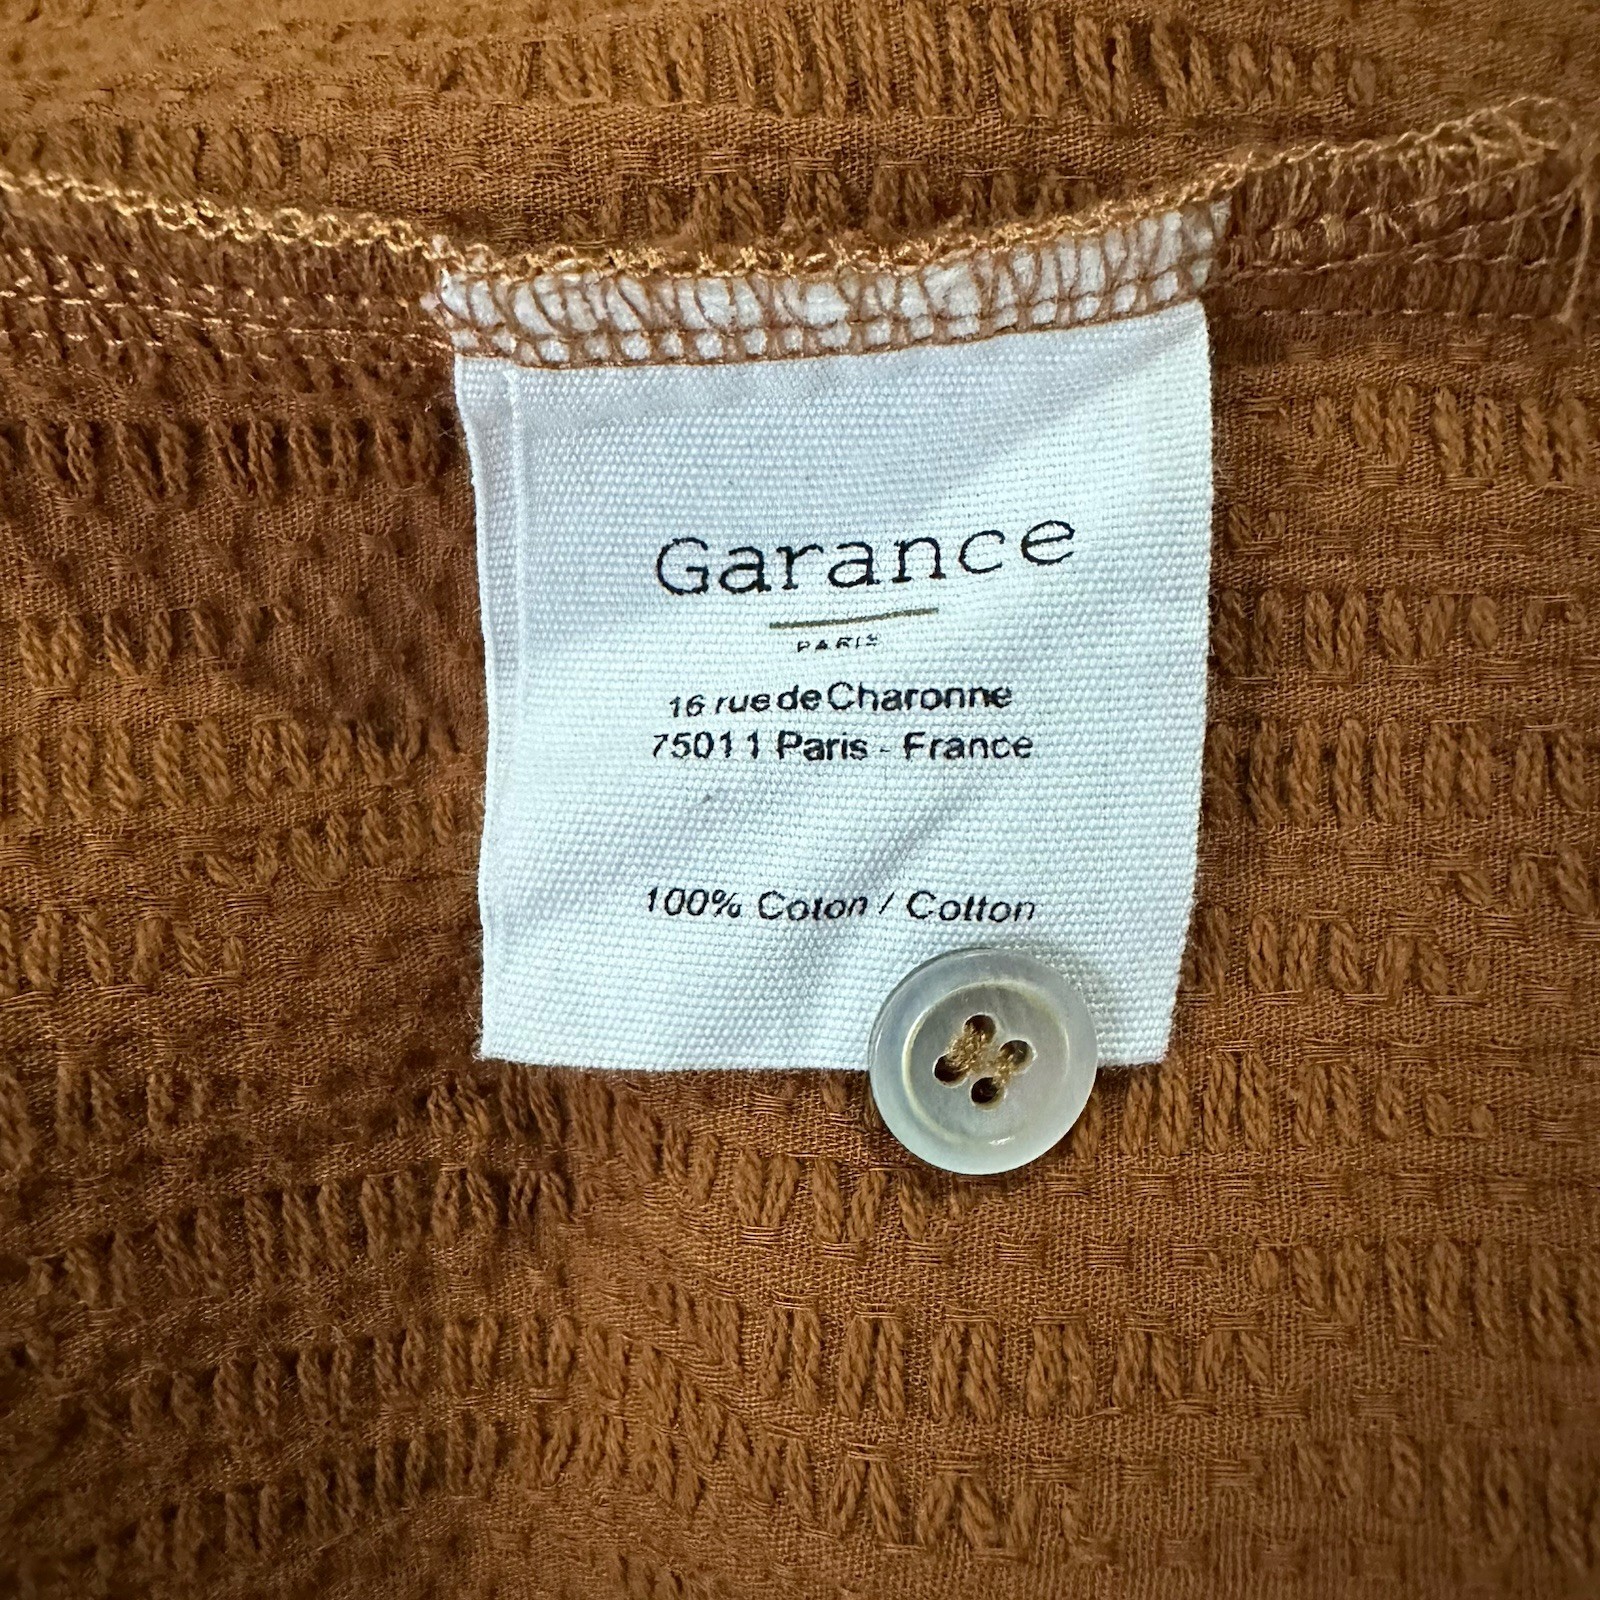 Garance
PARIS
16 rue de Charonne
75011 Paris - France
100% Coton / Cotton